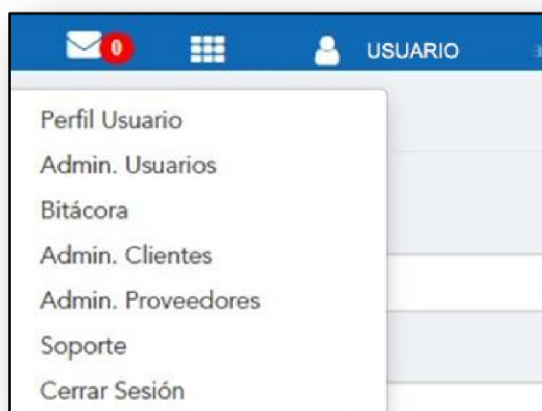 0
USUARIO
Perfil Usuario
Admin. Usuarios
Bitácora
Admin. Clientes
Admin. Proveedores
Soporte
Cerrar Sesión